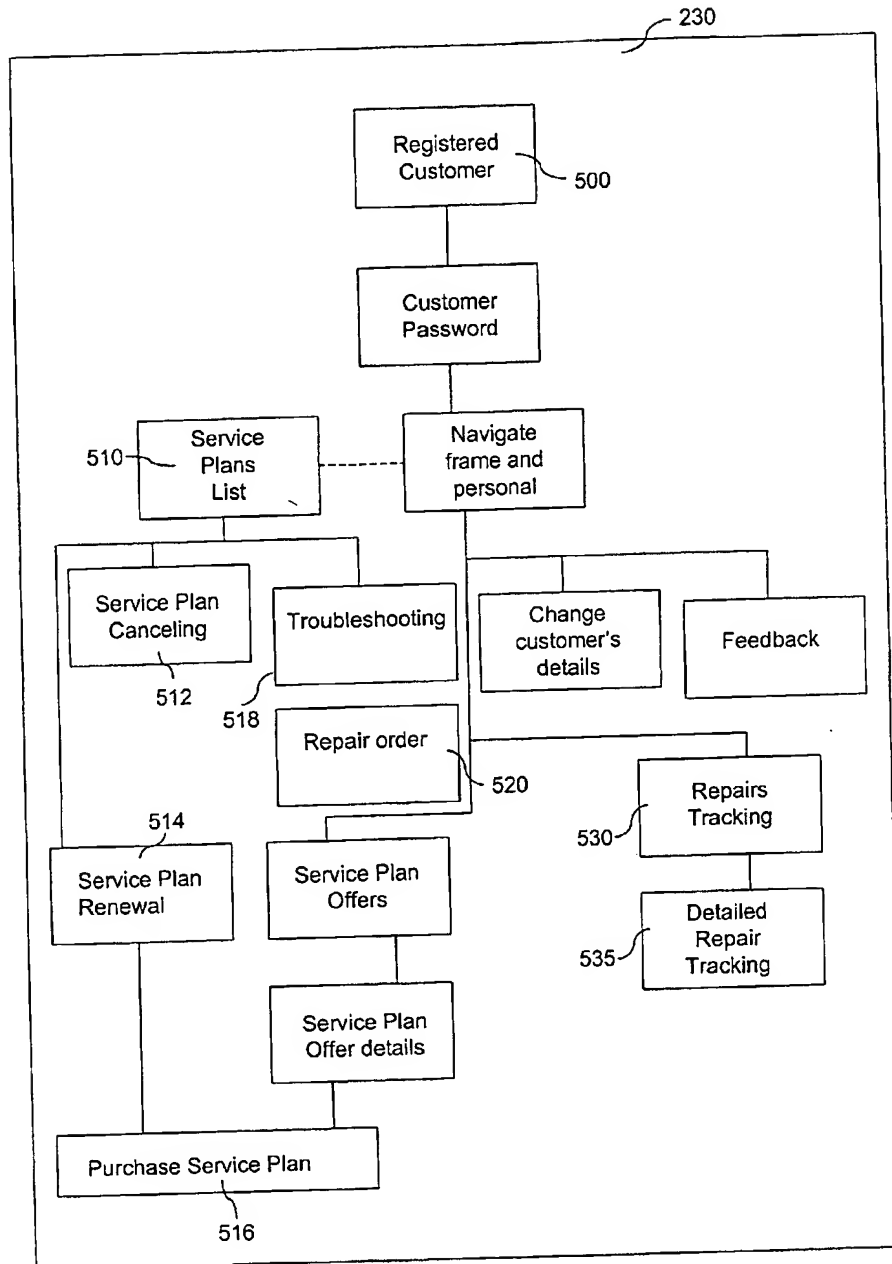 230
Registered
Customer
500
Customer
Password
Service
Plans
List
510
Navigate
frame and
personal
Service Plan
Canceling
512
Troubleshooting
518
Change
customer's
details
Feedback
Repair order
520
Repairs
Tracking
530
514
Service Plan
Renewal
Service Plan
Offers
Detailed
Repair
Tracking
535
Service Plan
Offer details
Purchase Service Plan
516